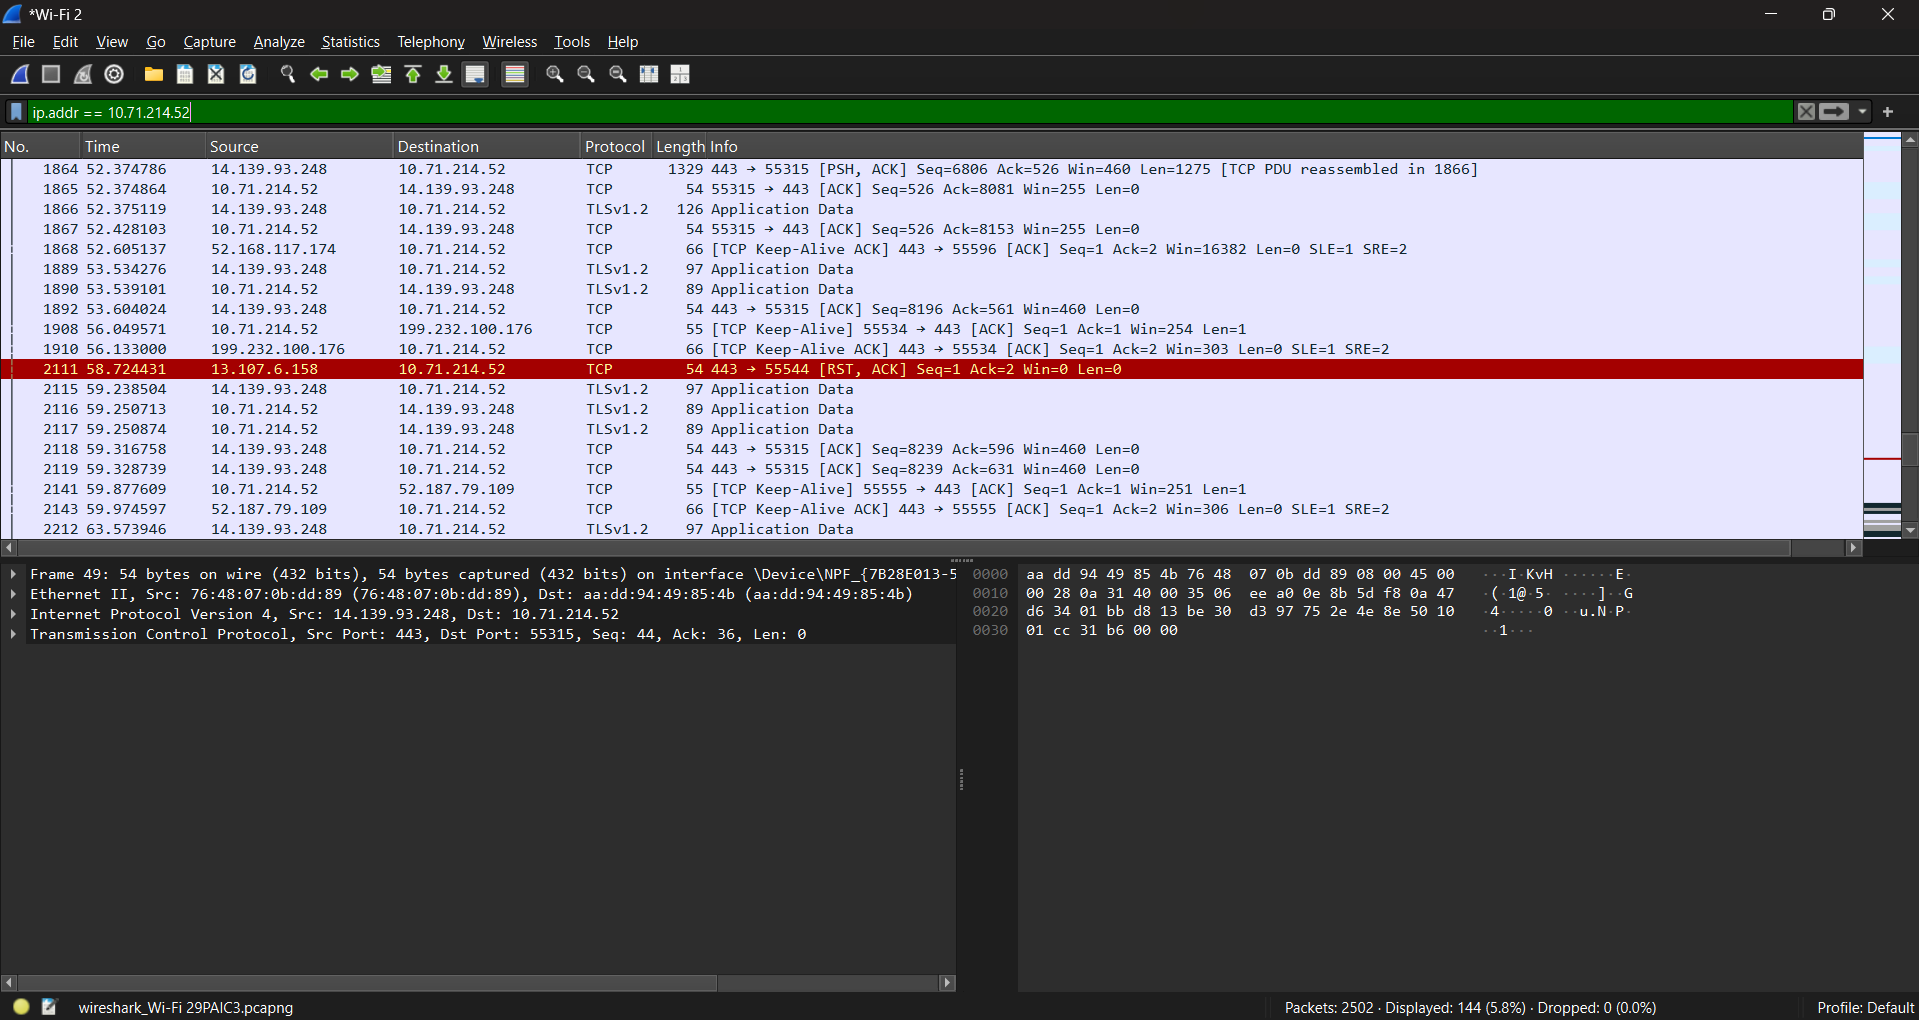 *Wi-Fi 2
File Edit View Go Capture Analyze Statistics Telephony Wireless Tools Help
ip.addr == 10.71.214.52
No. Time Source Destination Protocol Length Info
1864 52.374786 14.139.93.248 10.71.214.52 TCP 1329 443 → 55315 [PSH, ACK] Seq=6806 Ack=526 Win=460 Len=1275 [TCP PDU reassembled in 1866]
1865 52.374864 10.71.214.52 14.139.93.248 TCP 54 55315 → 443 [ACK] Seq=526 Ack=8081 Win=255 Len=0
1866 52.375119 14.139.93.248 10.71.214.52 TLSv1.2 126 Application Data
1867 52.428103 10.71.214.52 14.139.93.248 TCP 54 55315 → 443 [ACK] Seq=526 Ack=8153 Win=255 Len=0
1868 52.605137 52.168.117.174 10.71.214.52 TCP 66 [TCP Keep-Alive ACK] 443 → 55596 [ACK] Seq=1 Ack=2 Win=16382 Len=0 SLE=1 SRE=2
1889 53.534276 14.139.93.248 10.71.214.52 TLSv1.2 97 Application Data
1890 53.539101 10.71.214.52 14.139.93.248 TLSv1.2 89 Application Data
1892 53.604024 14.139.93.248 10.71.214.52 TCP 54 443 → 55315 [ACK] Seq=8196 Ack=561 Win=460 Len=0
1908 56.049571 10.71.214.52 199.232.100.176 TCP 55 [TCP Keep-Alive] 55534 → 443 [ACK] Seq=1 Ack=1 Win=254 Len=1
1910 56.133000 199.232.100.176 10.71.214.52 TCP 66 [TCP Keep-Alive ACK] 443 → 55534 [ACK] Seq=1 Ack=2 Win=303 Len=0 SLE=1 SRE=2
2111 58.724431 13.107.6.158 10.71.214.52 TCP 54 443 → 55544 [RST, ACK] Seq=1 Ack=2 Win=0 Len=0
2115 59.238504 14.139.93.248 10.71.214.52 TLSv1.2 97 Application Data
2116 59.250713 10.71.214.52 14.139.93.248 TLSv1.2 89 Application Data
2117 59.250874 10.71.214.52 14.139.93.248 TLSv1.2 89 Application Data
2118 59.316758 14.139.93.248 10.71.214.52 TCP 54 443 → 55315 [ACK] Seq=8239 Ack=596 Win=460 Len=0
2119 59.328739 14.139.93.248 10.71.214.52 TCP 54 443 → 55315 [ACK] Seq=8239 Ack=631 Win=460 Len=0
2141 59.877609 10.71.214.52 52.187.79.109 TCP 55 [TCP Keep-Alive] 55555 → 443 [ACK] Seq=1 Ack=1 Win=251 Len=1
2143 59.974597 52.187.79.109 10.71.214.52 TCP 66 [TCP Keep-Alive ACK] 443 → 55555 [ACK] Seq=1 Ack=2 Win=306 Len=0 SLE=1 SRE=2
2212 63.573946 14.139.93.248 10.71.214.52 TLSv1.2 97 Application Data
Frame 49: 54 bytes on wire (432 bits), 54 bytes captured (432 bits) on interface \Device\NPF_{7B28E013-5
Ethernet II, Src: 76:48:07:0b:dd:89 (76:48:07:0b:dd:89), Dst: aa:dd:94:49:85:4b (aa:dd:94:49:85:4b)
Internet Protocol Version 4, Src: 14.139.93.248, Dst: 10.71.214.52
Transmission Control Protocol, Src Port: 443, Dst Port: 55315, Seq: 44, Ack: 36, Len: 0
0000 aa dd 94 49 85 4b 76 48 07 0b dd 89 08 00 45 00 ···I·KvH ······E·
0010 00 28 0a 31 40 00 35 06 ee a0 0e 8b 5d f8 0a 47 ·(·1@·5· ····]··G
0020 d6 34 01 bb d8 13 be 30 d3 97 75 2e 4e 8e 50 10 ·4·····0 ··u.N·P·
0030 01 cc 31 b6 00 00 ··1···
wireshark_Wi-Fi 29PAIC3.pcapng
Packets: 2502 · Displayed: 144 (5.8%) · Dropped: 0 (0.0%)
Profile: Default